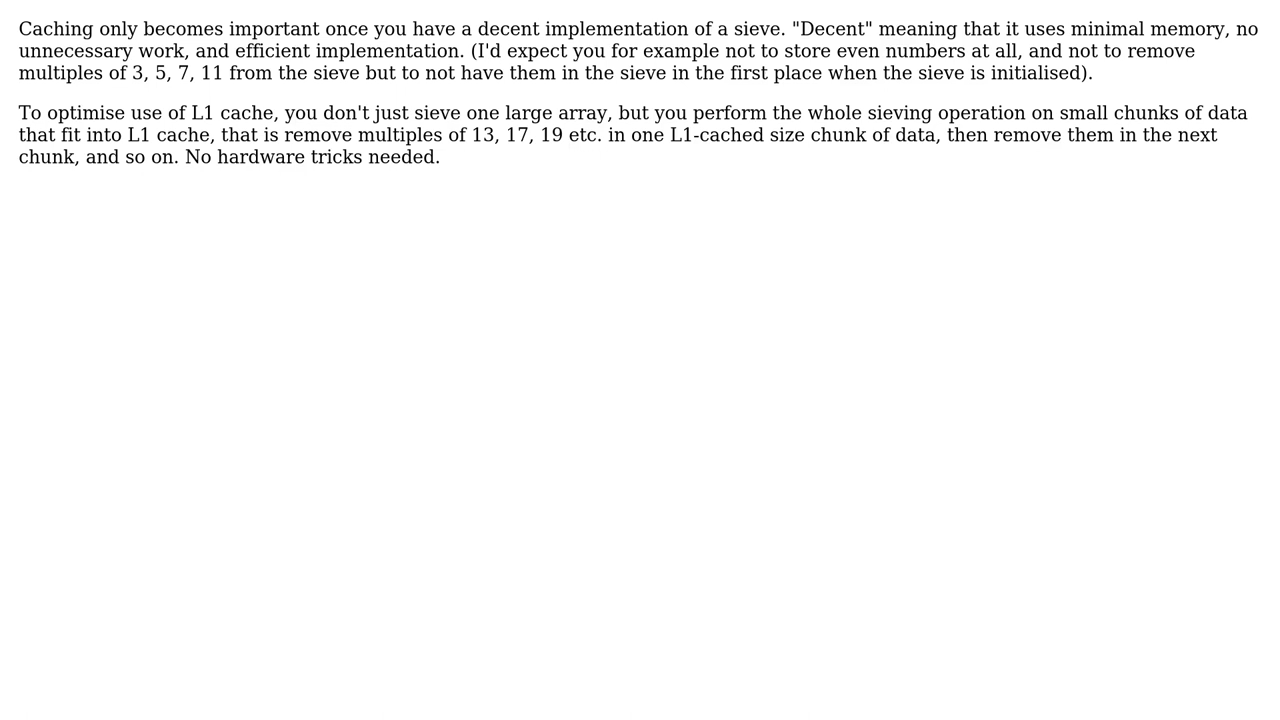 Caching only becomes important once you have a decent implementation of a sieve. "Decent" meaning that it uses minimal memory, no
unnecessary work, and efficient implementation. (I'd expect you for example not to store even numbers at all, and not to remove
multiples of 3, 5, 7, 11 from the sieve but to not have them in the sieve in the first place when the sieve is initialised).
To optimise use of L1 cache, you don't just sieve one large array, but you perform the whole sieving operation on small chunks of data
that fit into L1 cache, that is remove multiples of 13, 17, 19 etc. in one L1-cached size chunk of data, then remove them in the next
chunk, and so on. No hardware tricks needed.